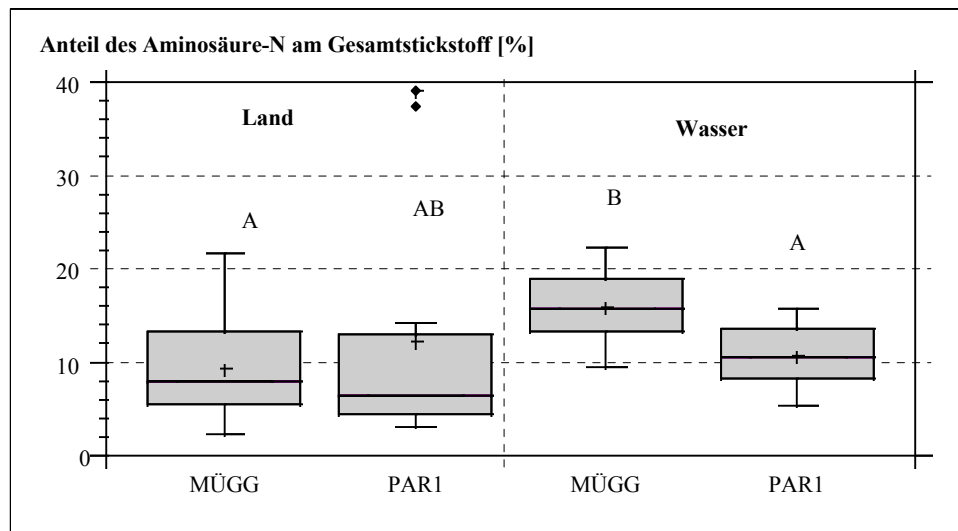 Anteil des Aminosäure-N am Gesamtstickstoff [%]
40
Land
Wasser
30
B
AB
A
A
20
10
0
MÜGG PAR1 MÜGG PAR1